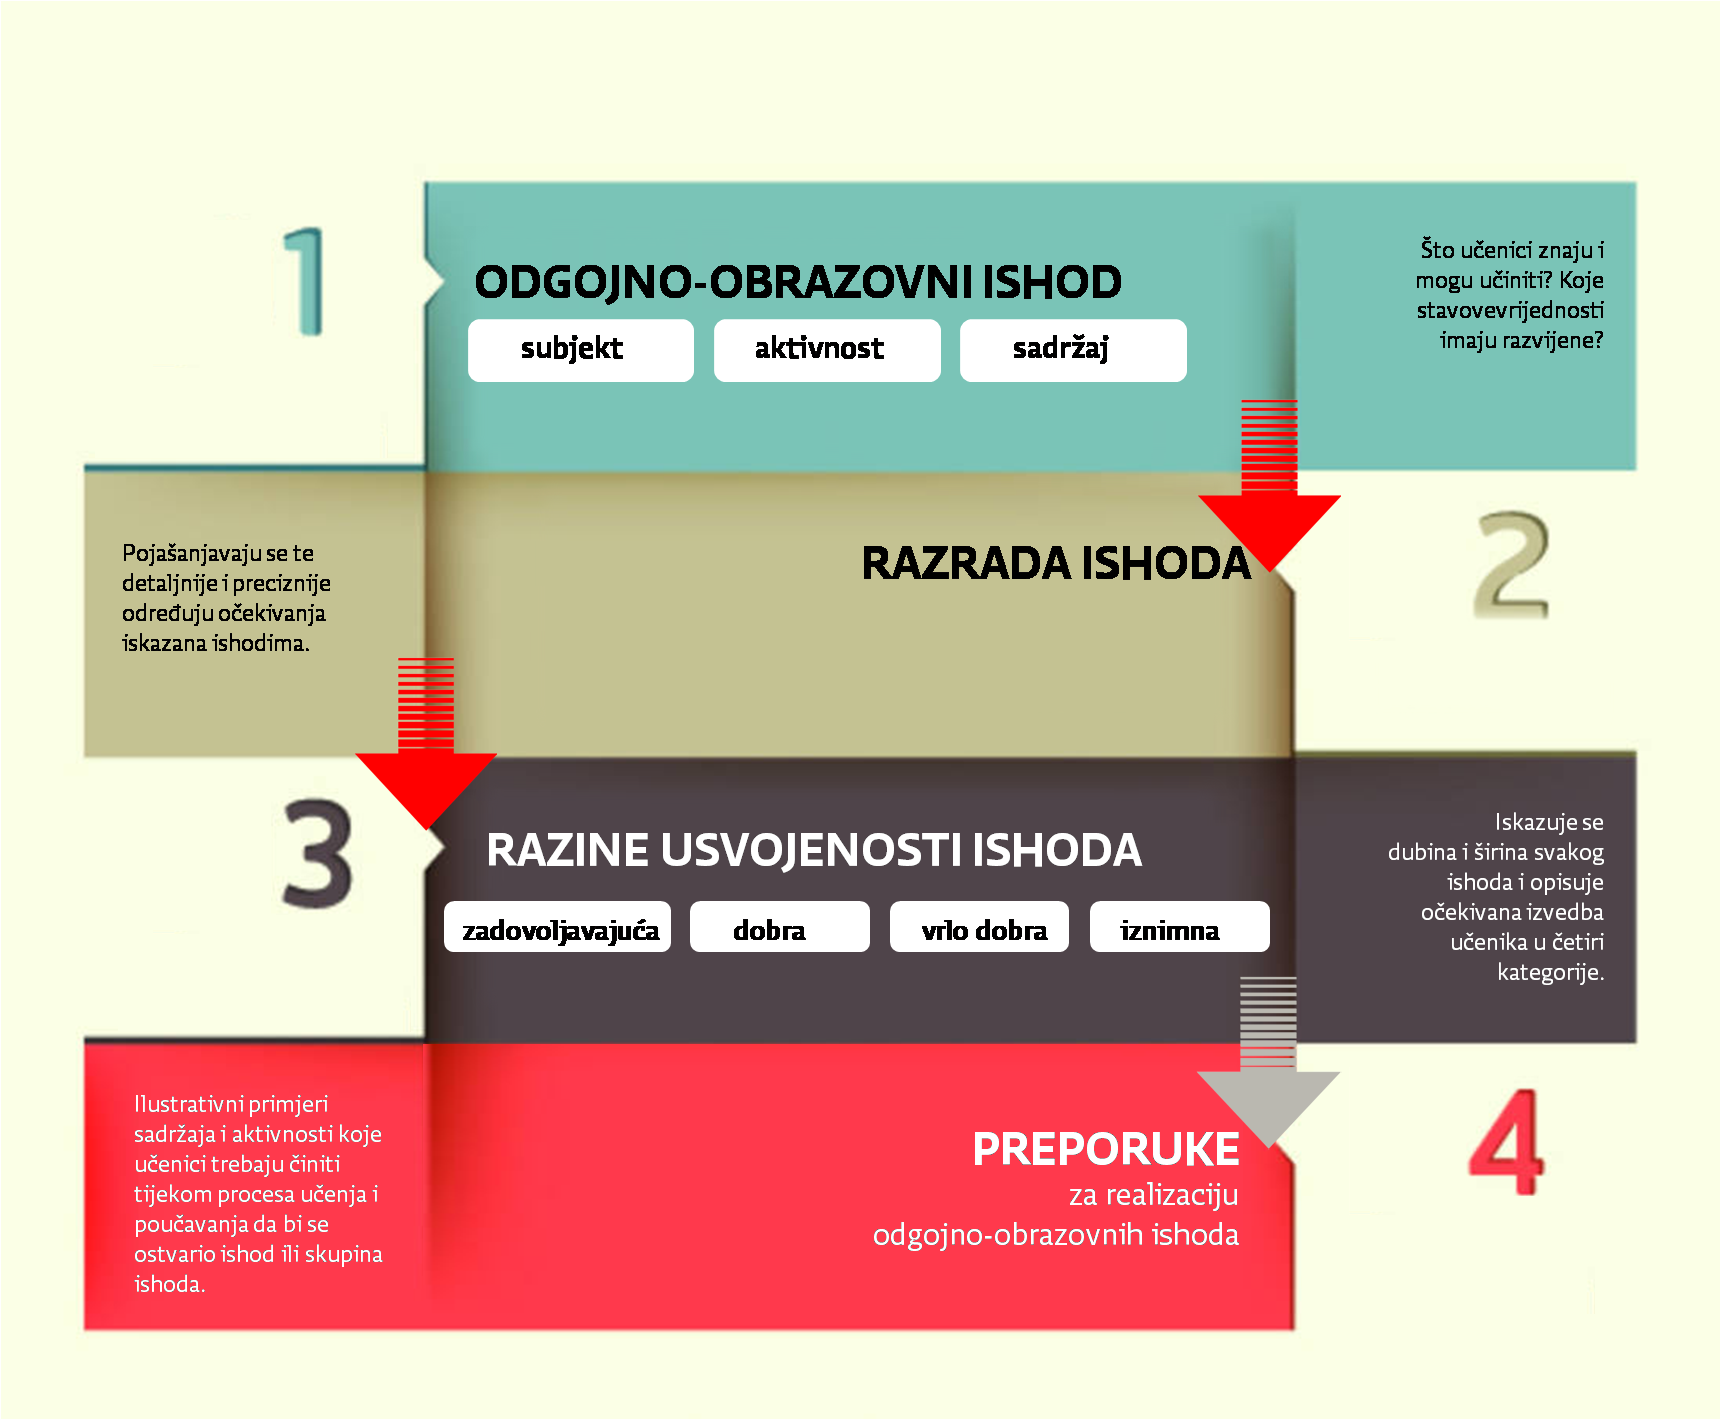 1
ODGOJNO-OBRAZOVNI ISHOD
subjekt
aktivnost
sadržaj
Što učenici znaju i
mogu učiniti? Koje
stavovevrijednosti
imaju razvijene?
2
RAZRADA ISHODA
Pojašanjavaju se te
detaljnije i preciznije
određuju očekivanja
iskazana ishodima.
3
RAZINE USVOJENOSTI ISHODA
zadovoljavajuća
dobra
vrlo dobra
iznimna
Iskazuje se
dubina i širina svakog
ishoda i opisuje
očekivana izvedba
učenika u četiri
kategorije.
4
PREPORUKE
za realizaciju
odgojno-obrazovnih ishoda
Ilustrativni primjeri
sadržaja i aktivnosti koje
učenici trebaju činiti
tijekom procesa učenja i
poučavanja da bi se
ostvario ishod ili skupina
ishoda.